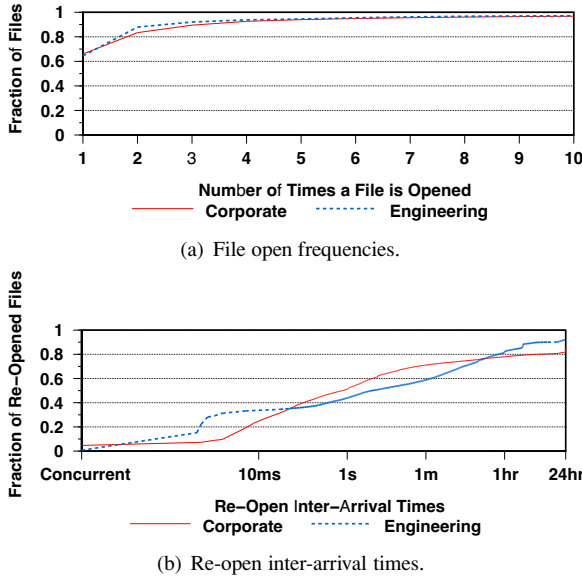 Fraction of Files
1
0.8
0.6
0.4
0.2
0
1 2 3 4 5 6 7 8 9 10
Number of Times a File is Opened
Corporate Engineering
(a) File open frequencies.
Fraction of Re-Opened Files
1
0.8
0.6
0.4
0.2
0
Concurrent 10ms 1s 1m 1hr 24hr
Re-Open Inter-Arrival Times
Corporate Engineering
(b) Re-open inter-arrival times.